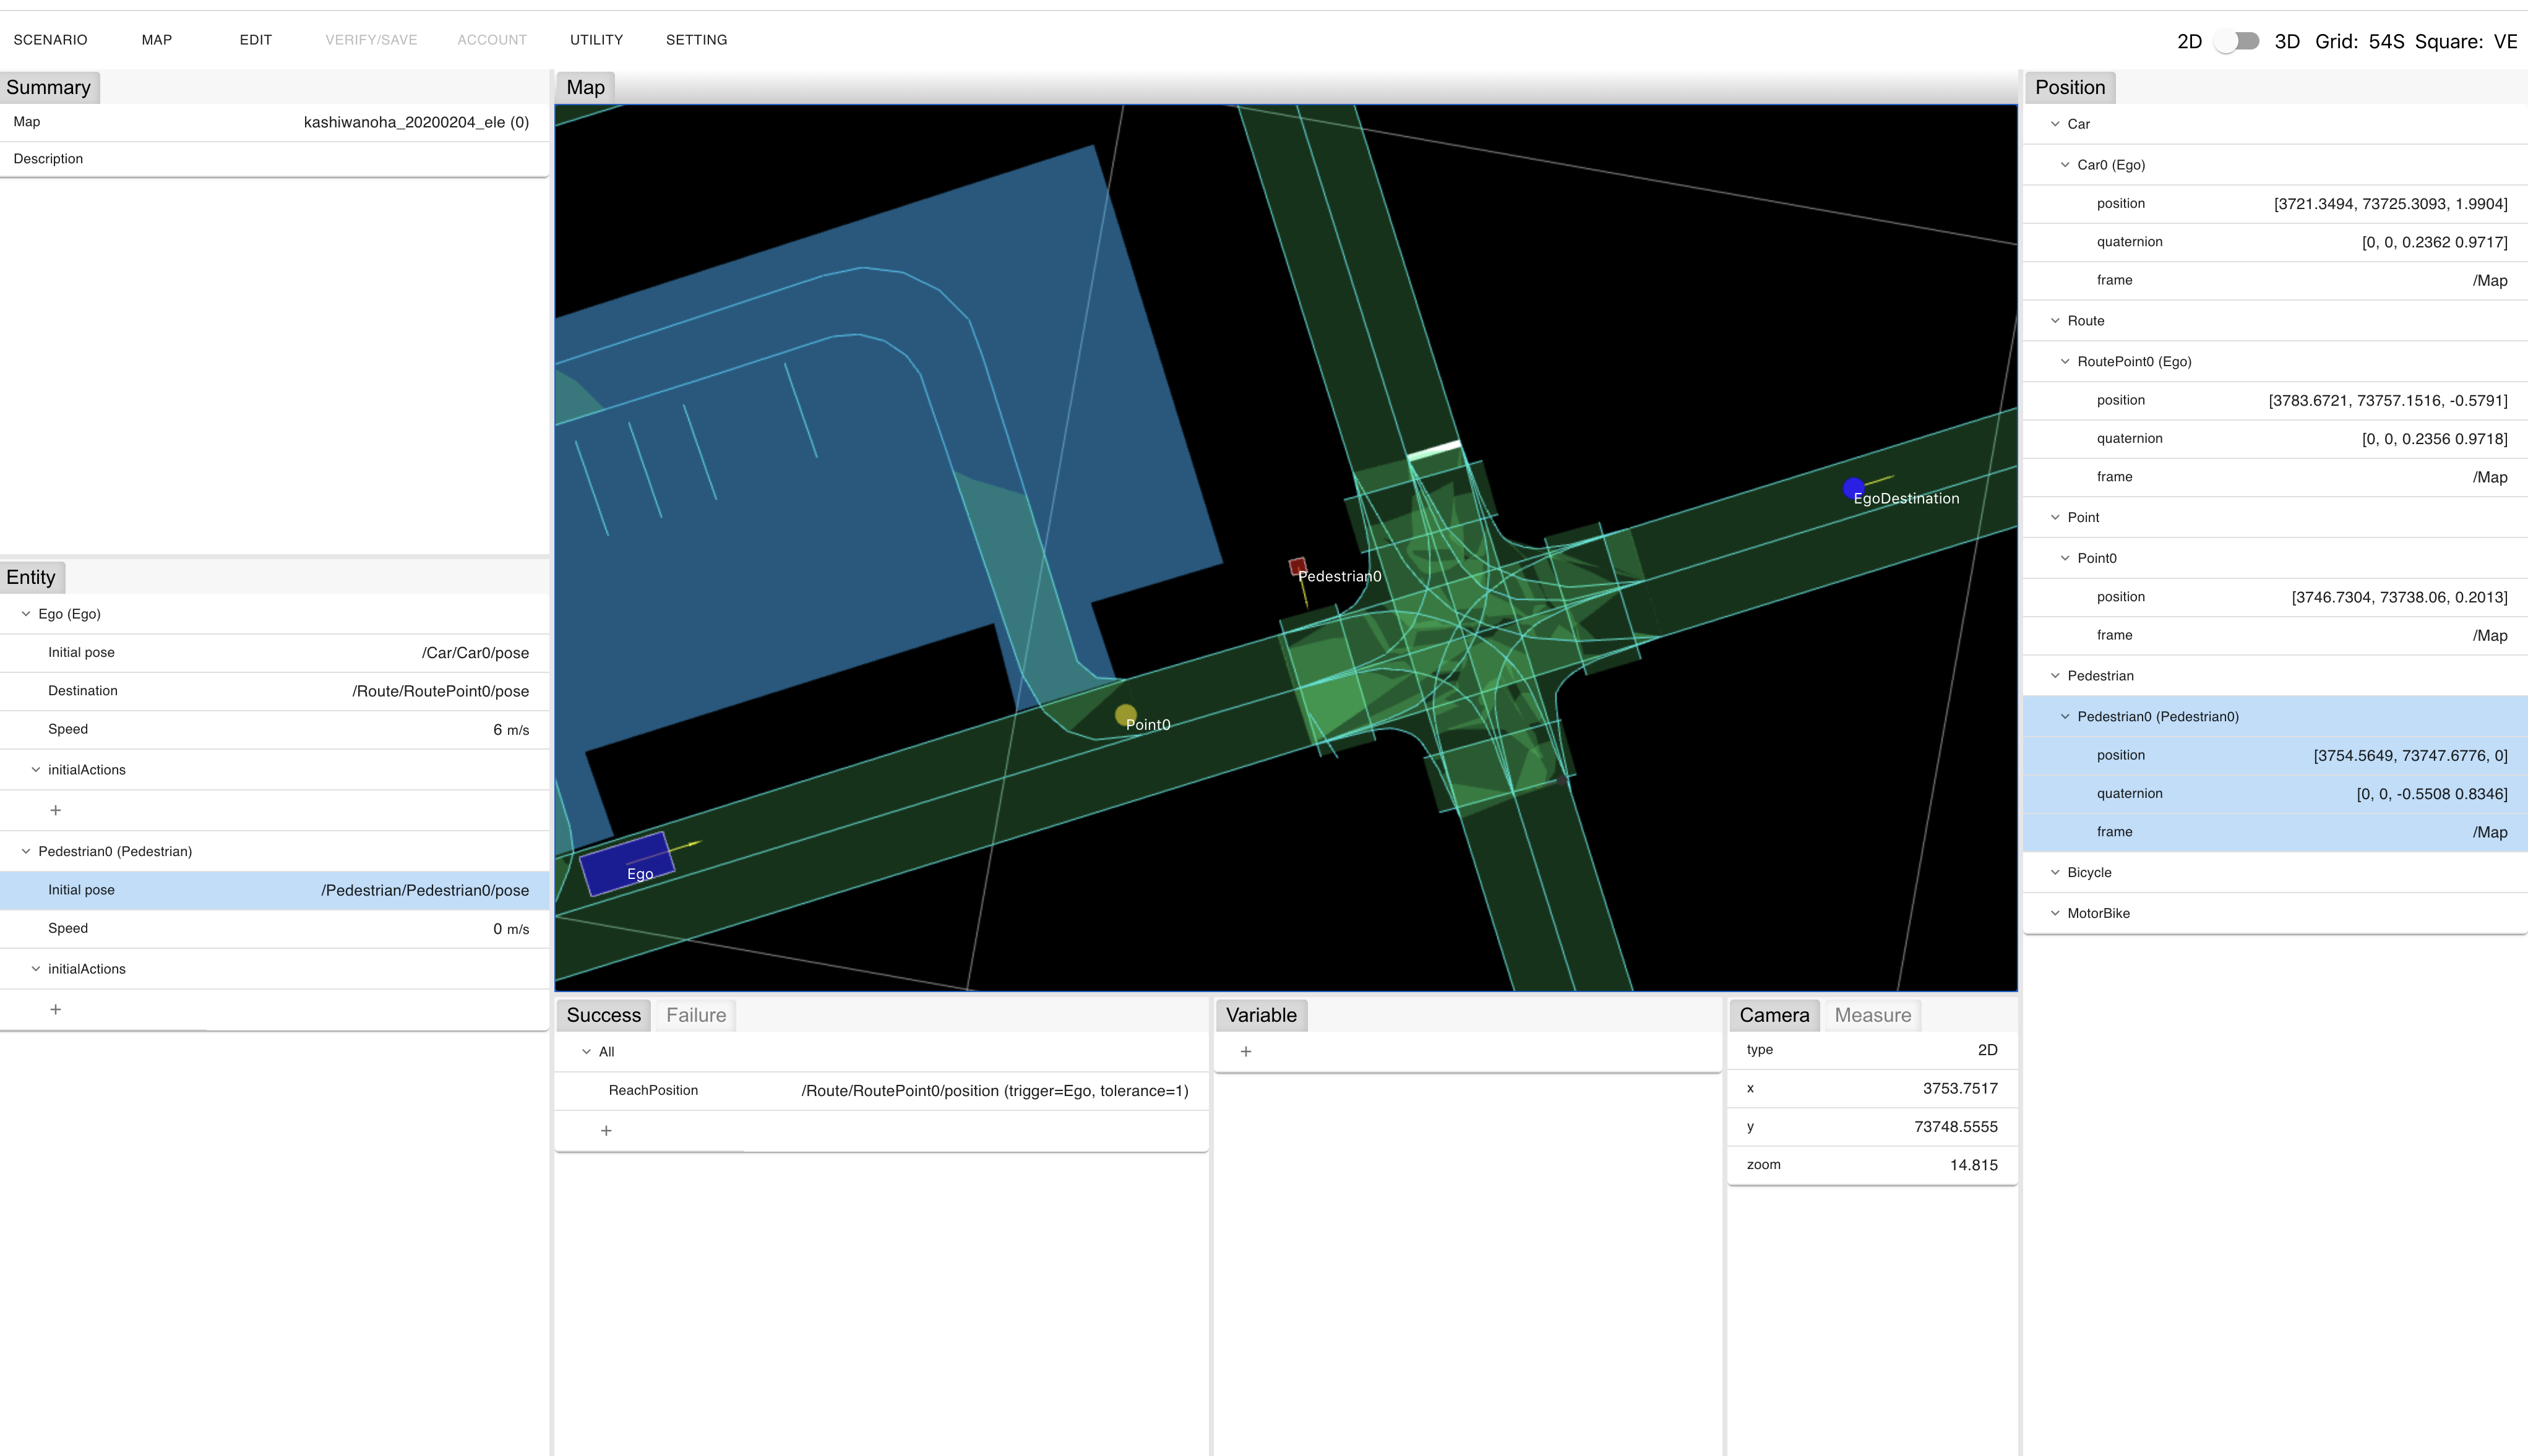 SCENARIO MAP EDIT VERIFY/SAVE ACCOUNT UTILITY SETTING 2D 3D Grid: 54S Square: VE
Summary
Map kashiwanoha_20200204_ele (0)
Description
Entity
Ego (Ego)
Initial pose /Car/Car0/pose
Destination /Route/RoutePoint0/pose
Speed 6 m/s
initialActions
+
Pedestrian0 (Pedestrian)
Initial pose /Pedestrian/Pedestrian0/pose
Speed 0 m/s
initialActions
+
Map
EgoDestination
Pedestrian0
Point0
Ego
Success Failure
All
ReachPosition /Route/RoutePoint0/position (trigger=Ego, tolerance=1)
+
Variable
+
Camera Measure
type 2D
x 3753.7517
y 73748.5555
zoom 14.815
Position
Car
Car0 (Ego)
position [3721.3494, 73725.3093, 1.9904]
quaternion [0, 0, 0.2362 0.9717]
frame /Map
Route
RoutePoint0 (Ego)
position [3783.6721, 73757.1516, -0.5791]
quaternion [0, 0, 0.2356 0.9718]
frame /Map
Point
Point0
position [3746.7304, 73738.06, 0.2013]
frame /Map
Pedestrian
Pedestrian0 (Pedestrian0)
position [3754.5649, 73747.6776, 0]
quaternion [0, 0, -0.5508 0.8346]
frame /Map
Bicycle
MotorBike